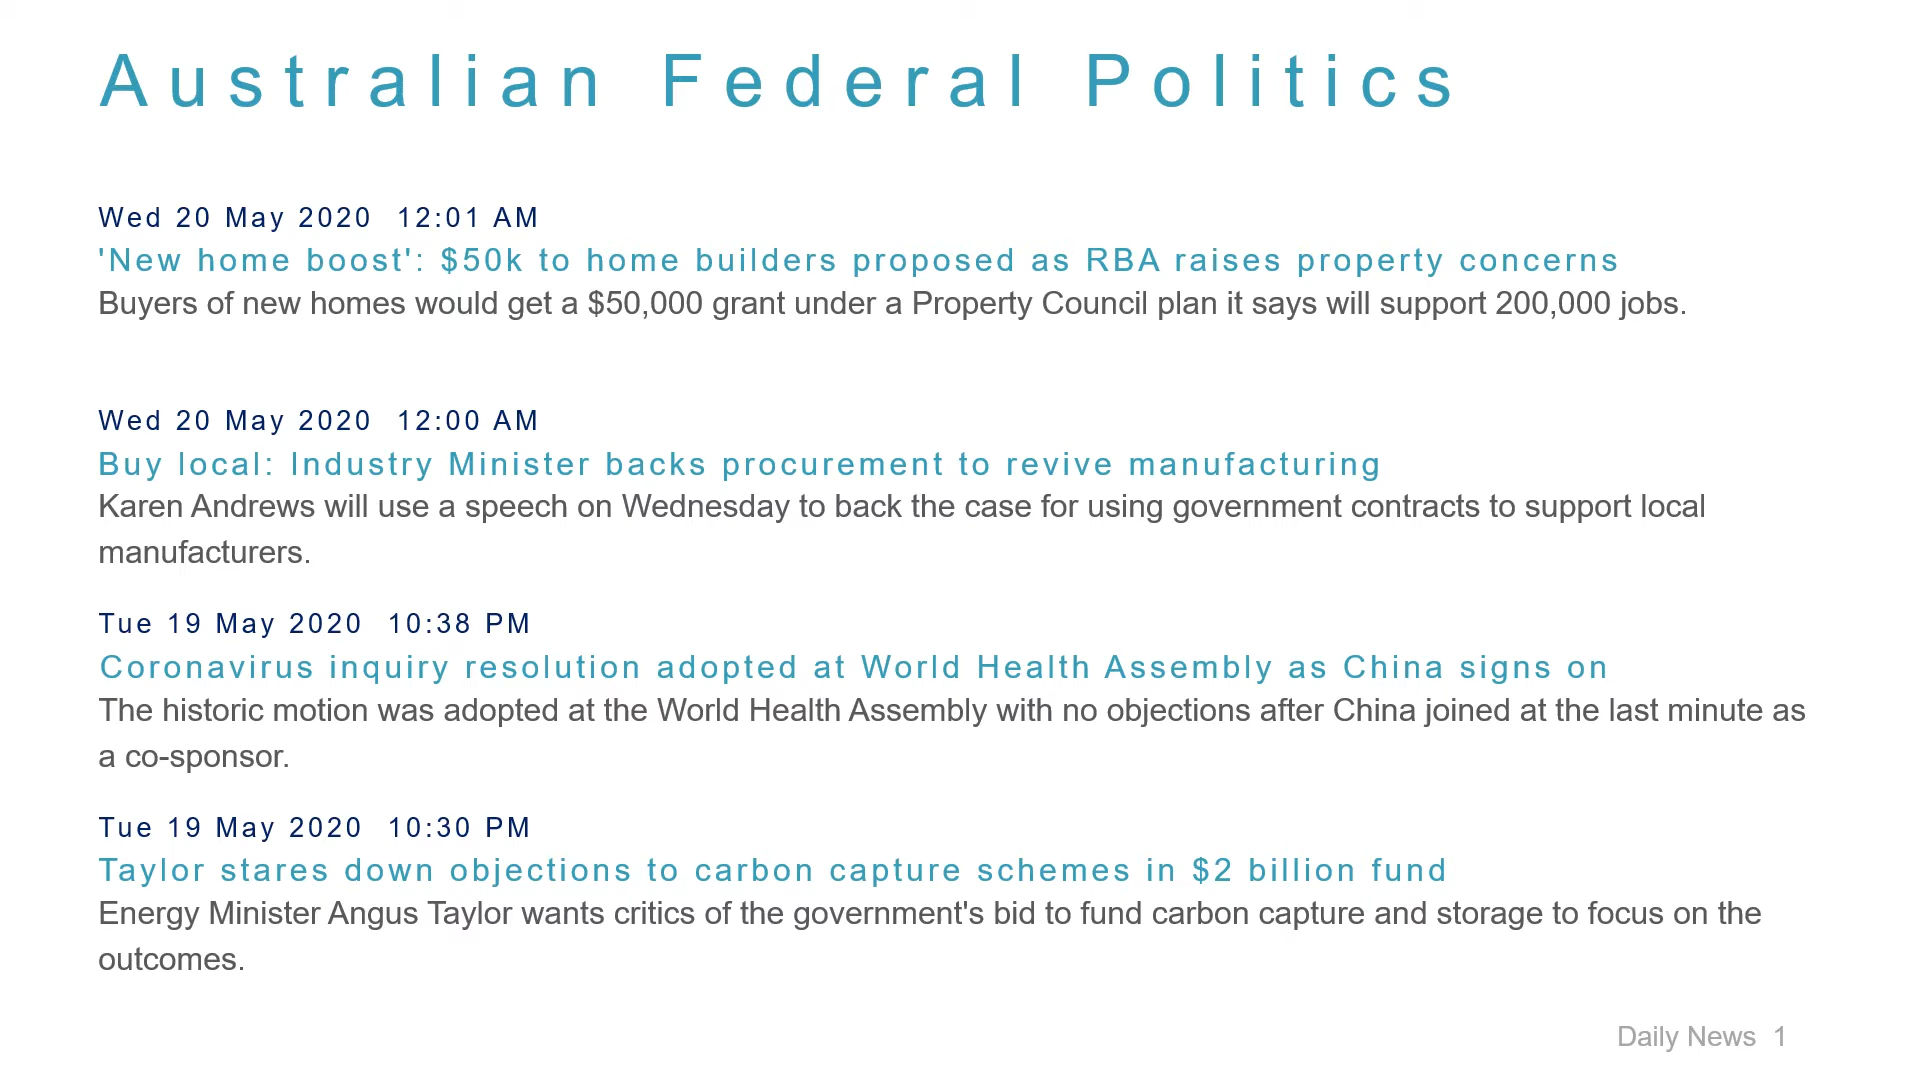 Australian Federal Politics
Wed 20 May 2020 12:01 AM
'New home boost': $50k to home builders proposed as RBA raises property concerns
Buyers of new homes would get a $50,000 grant under a Property Council plan it says will support 200,000 jobs.
Wed 20 May 2020 12:00 AM
Buy local: Industry Minister backs procurement to revive manufacturing
Karen Andrews will use a speech on Wednesday to back the case for using government contracts to support local
manufacturers.
Tue 19 May 2020 10:38 PM
Coronavirus inquiry resolution adopted at World Health Assembly as China signs on
The historic motion was adopted at the World Health Assembly with no objections after China joined at the last minute as
a co-sponsor.
Tue 19 May 2020 10:30 PM
Taylor stares down objections to carbon capture schemes in $2 billion fund
Energy Minister Angus Taylor wants critics of the government's bid to fund carbon capture and storage to focus on the
outcomes.
Daily News 1